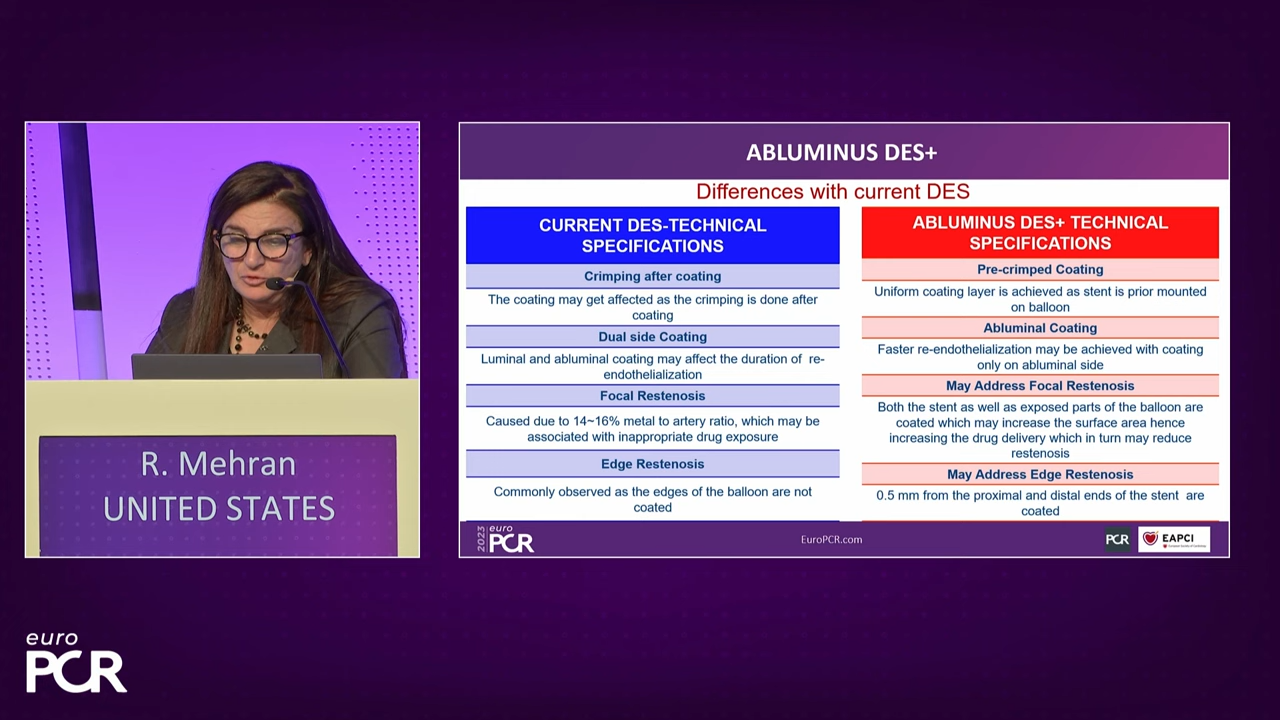 R. Mehran
UNITED STATES
euro
PCR
ABLUMINUS DES+
Differences with current DES
CURRENT DES-TECHNICAL
SPECIFICATIONS
Crimping after coating
The coating may get affected as the crimping is done after
coating
Dual side Coating
Luminal and abluminal coating may affect the duration of re-
endothelialization
Focal Restenosis
Caused due to 14~16% metal to artery ratio, which may be
associated with inappropriate drug exposure
Edge Restenosis
Commonly observed as the edges of the balloon are not
coated
ABLUMINUS DES+ TECHNICAL
SPECIFICATIONS
Pre-crimped Coating
Uniform coating layer is achieved as stent is prior mounted
on balloon
Abluminal Coating
Faster re-endothelialization may be achieved with coating
only on abluminal side
May Address Focal Restenosis
Both the stent as well as exposed parts of the balloon are
coated which may increase the surface area hence
increasing the drug delivery which in turn may reduce
restenosis
May Address Edge Restenosis
0.5 mm from the proximal and distal ends of the stent are
coated
2023
euro
PCR
EuroPCR.com
PCR
EAPCI